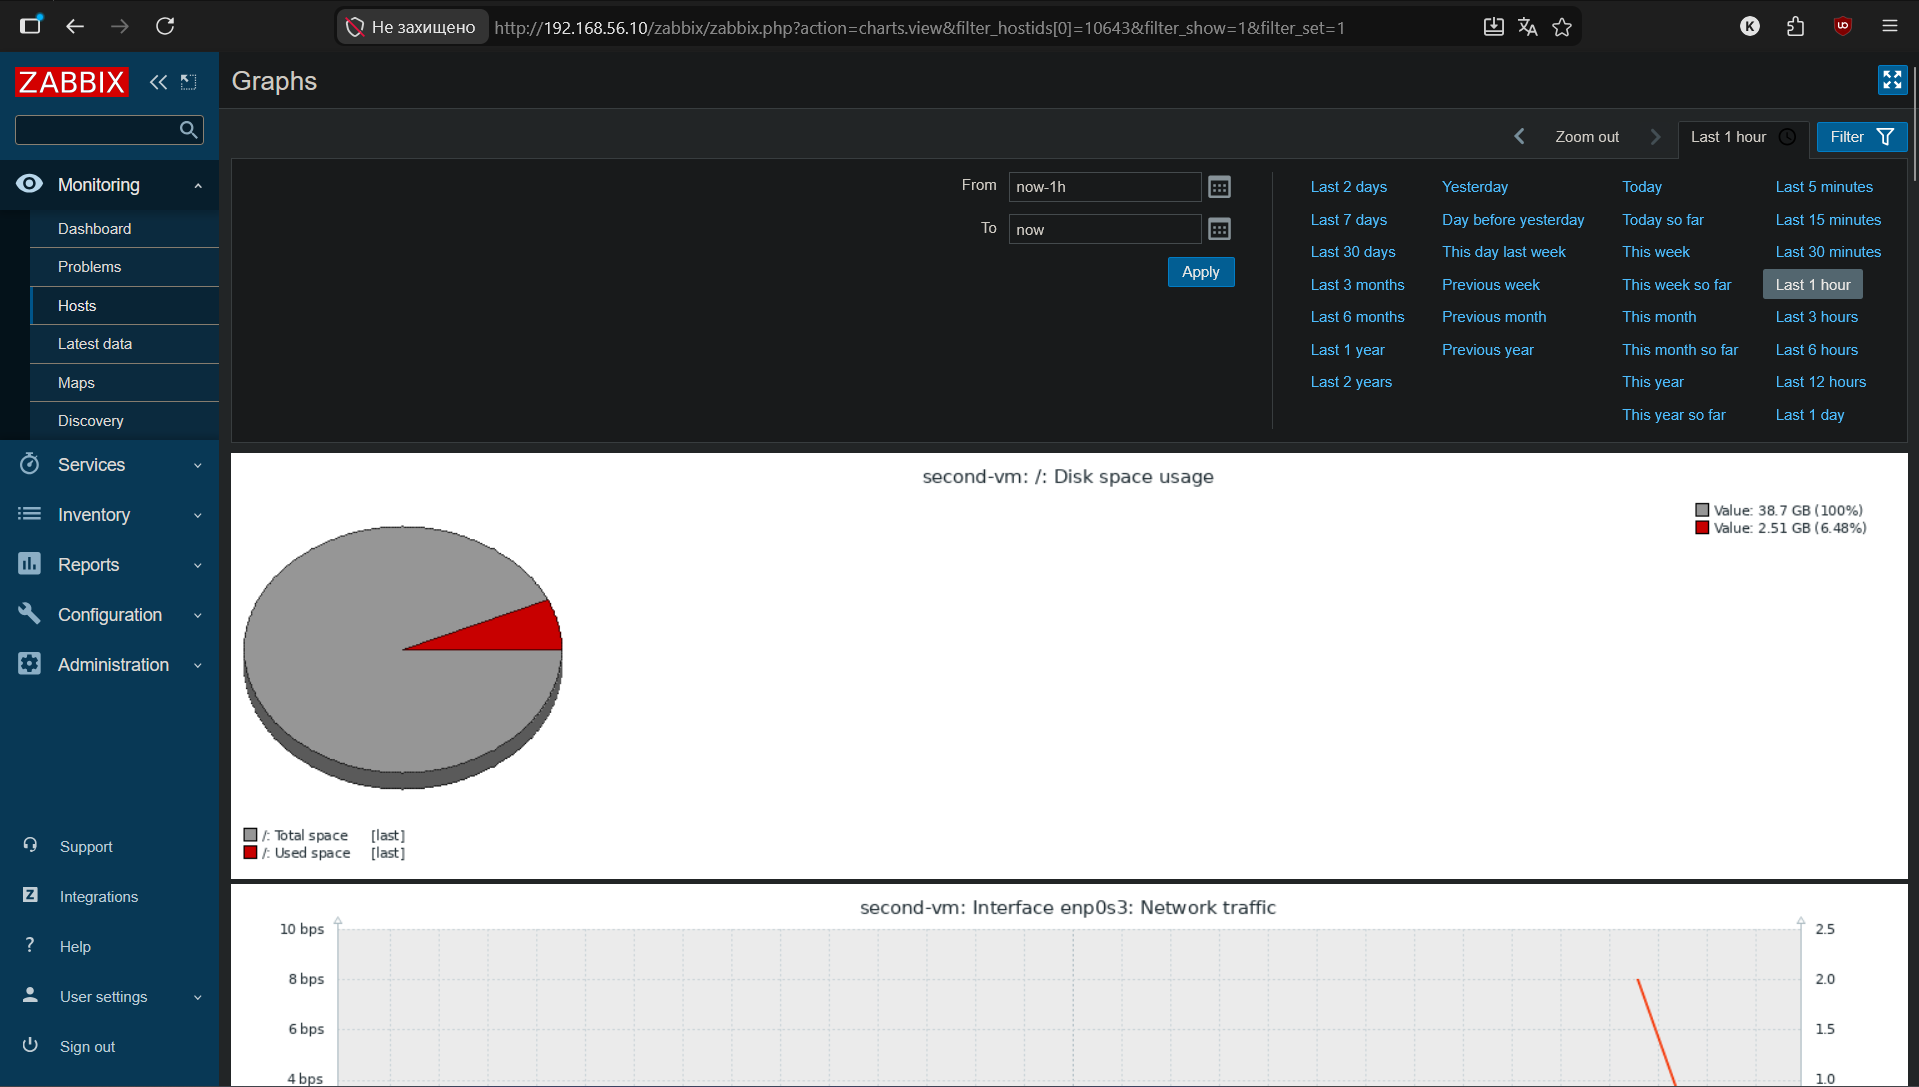 Не захищено
http://192.168.56.10/zabbix/zabbix.php?action=charts.view&filter_hostids[0]=10643&filter_show=1&filter_set=1
K
ZABBIX
Graphs
Zoom out
Last 1 hour
Filter
Monitoring
Dashboard
Problems
Hosts
Latest data
Maps
Discovery
Services
Inventory
Reports
Configuration
Administration
Support
Integrations
Help
User settings
Sign out
From now-1h
To now
Apply
Last 2 days Yesterday Today Last 5 minutes
Last 7 days Day before yesterday Today so far Last 15 minutes
Last 30 days This day last week This week Last 30 minutes
Last 3 months Previous week This week so far Last 1 hour
Last 6 months Previous month This month Last 3 hours
Last 1 year Previous year This month so far Last 6 hours
Last 2 years This year Last 12 hours
This year so far Last 1 day
second-vm: /: Disk space usage
Value: 38.7 GB (100%)
Value: 2.51 GB (6.48%)
/: Total space [last]
/: Used space [last]
second-vm: Interface enp0s3: Network traffic
10 bps 2.5
8 bps 2.0
6 bps 1.5
4 bps 1.0